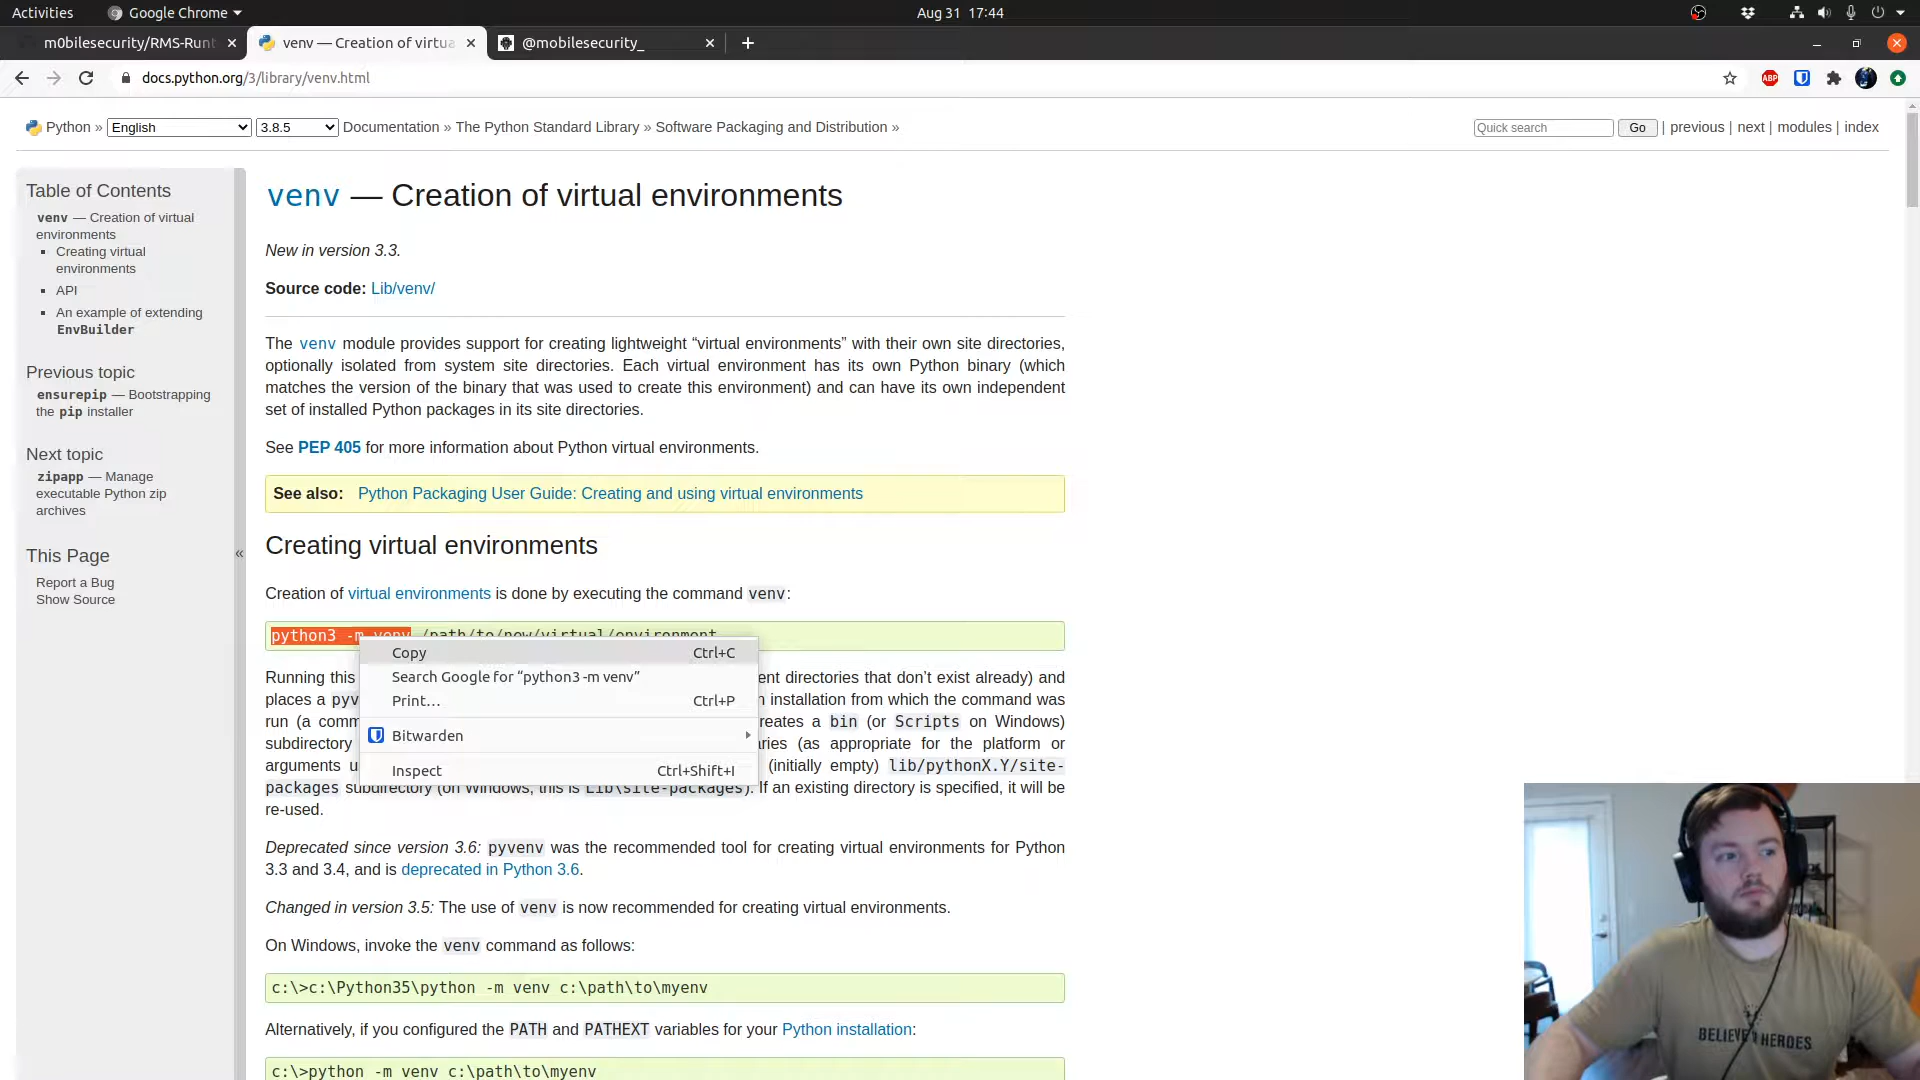 Activities
Google Chrome
Aug 31 17:44
m0bilesecurity/RMS-Runt
venv — Creation of virtua
@mobilesecurity_
docs.python.org/3/library/venv.html
ABP
Python » English 3.8.5 Documentation » The Python Standard Library » Software Packaging and Distribution »
Quick search Go | previous | next | modules | index
Table of Contents
venv — Creation of virtual
environments
Creating virtual
environments
API
An example of extending
EnvBuilder
Previous topic
ensurepip — Bootstrapping
the pip installer
Next topic
zipapp — Manage
executable Python zip
archives
This Page
Report a Bug
Show Source
«
venv — Creation of virtual environments
New in version 3.3.
Source code: Lib/venv/
The venv module provides support for creating lightweight “virtual environments” with their own site directories,
optionally isolated from system site directories. Each virtual environment has its own Python binary (which
matches the version of the binary that was used to create this environment) and can have its own independent
set of installed Python packages in its site directories.
See PEP 405 for more information about Python virtual environments.
See also: Python Packaging User Guide: Creating and using virtual environments
Creating virtual environments
Creation of virtual environments is done by executing the command venv:
python3 -m venv /path/to/new/virtual/environment
Copy Ctrl+C
Search Google for “python3 -m venv”
Print… Ctrl+P
Bitwarden
Inspect Ctrl+Shift+I
Running this ent directories that don’t exist already) and
places a pyv n installation from which the command was
run (a comm reates a bin (or Scripts on Windows)
subdirectory aries (as appropriate for the platform or
arguments u (initially empty) lib/pythonX.Y/site-
packages subdirectory (on Windows, this is Lib\site-packages). If an existing directory is specified, it will be
re-used.
Deprecated since version 3.6: pyvenv was the recommended tool for creating virtual environments for Python
3.3 and 3.4, and is deprecated in Python 3.6.
Changed in version 3.5: The use of venv is now recommended for creating virtual environments.
On Windows, invoke the venv command as follows:
c:\>c:\Python35\python -m venv c:\path\to\myenv
Alternatively, if you configured the PATH and PATHEXT variables for your Python installation:
c:\>python -m venv c:\path\to\myenv
BELIEVE HEROES